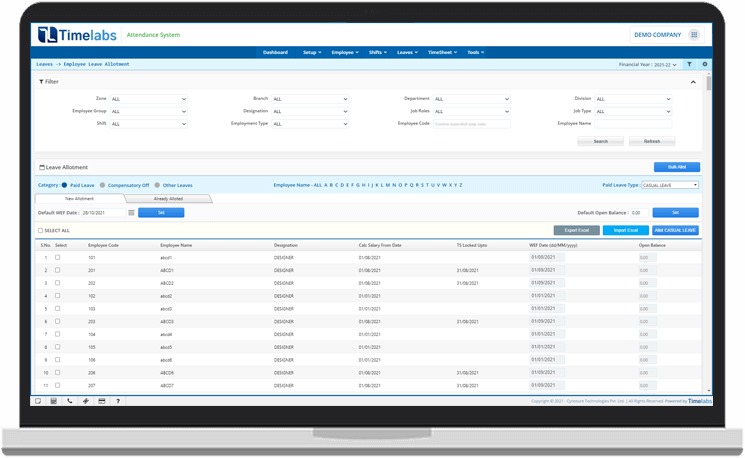 Timelabs Attendance System DEMO COMPANY
Dashboard Setup Employee Shifts Leaves TimeSheet Tools
Leaves -> Employee Leave Allotment Financial Year : 2021-22
Filter
Zone ALL Branch ALL Department ALL Division ALL
Employee Group ALL Designation ALL Job Roles ALL Job Type ALL
Shift ALL Employment Type ALL Employee Code Employee Name
Search Refresh
Leave Allotment Bulk Allot
Category : Paid Leave Compensatory Off Other Leaves Employee Name - ALL A B C D E F G H I J K L M N O P Q R S T U V W X Y Z Paid Leave Type : CASUAL LEAVE
New Allotment Already Alloted
Default WEF Date : 28/10/2021 Set Default Open Balance : 0.00 Set
SELECT ALL Export Excel Import Excel Allot CASUAL LEAVE
S.No. Select Employee Code Employee Name Designation Calc Salary From Date TS Locked Upto WEF Date (dd/MM/yyyy) Open Balance
1 101 abcd1 DESIGNER 01/08/2021 01/08/2021 0.00
2 201 ABCD1 DESIGNER 01/08/2021 31/08/2021 01/09/2021 0.00
3 202 ABCD2 DESIGNER 01/08/2021 31/08/2021 01/09/2021 0.00
4 102 abcd2 DESIGNER 01/01/2021 01/01/2021 0.00
5 103 abcd3 DESIGNER 01/01/2021 01/01/2021 0.00
6 203 ABCD3 DESIGNER 01/08/2021 31/08/2021 01/09/2021 0.00
7 104 abcd4 DESIGNER 01/01/2021 01/01/2021 0.00
8 105 abcd5 DESIGNER 01/01/2021 01/01/2021 0.00
9 106 abcd6 DESIGNER 01/01/2021 01/01/2021 0.00
10 206 ABCD6 DESIGNER 01/08/2021 31/08/2021 01/09/2021 0.00
11 207 ABCD7 DESIGNER 01/08/2021 31/08/2021 01/09/2021 0.00
Copyright © 2021 - Cynosure Technologies Pvt. Ltd. | All Rights Reserved Powered by Timelabs